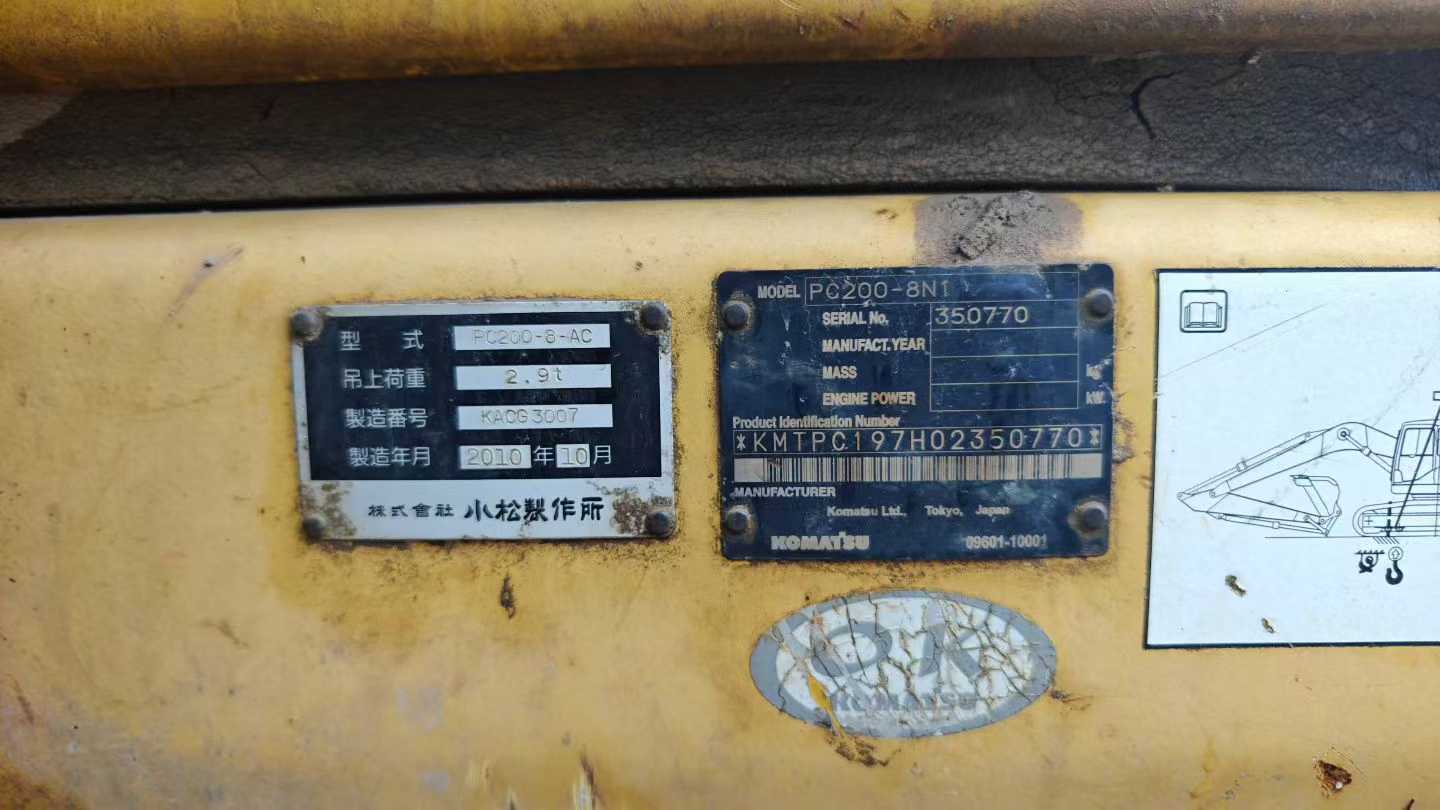 型 式 PC200-8-AC
吊上荷重 2.9t
製造番号 KACG3007
製造年月 2010 年 10 月
株式會社 小松製作所
MODEL PC200-8N1
SERIAL No. 350770
MANUFACT. YEAR
MASS kg
ENGINE POWER kW
Product Identification Number
*KMTPC197H02350770*
MANUFACTURER
Komatsu Ltd., Tokyo, Japan
KOMATSU 09601-10001
OK
KOMATSU